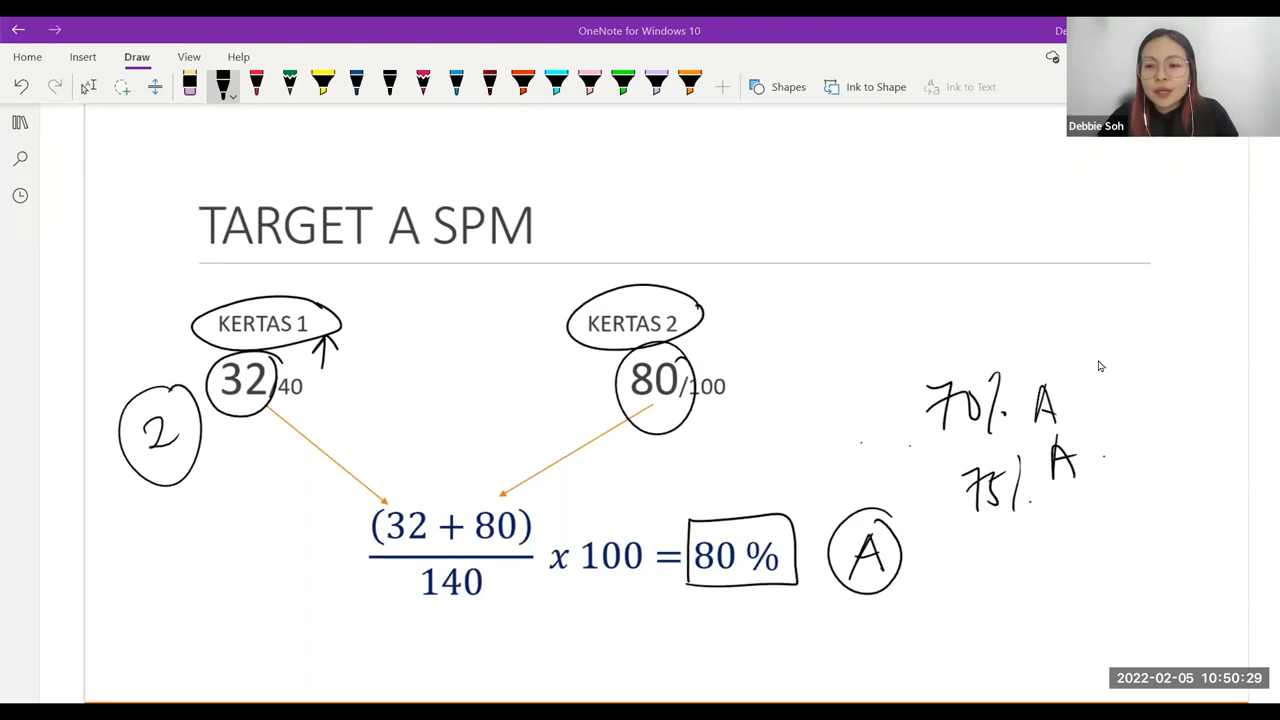 OneNote for Windows 10
De
Home Insert Draw View Help
Shapes Ink to Shape Ink to Text
Debbie Soh
TARGET A SPM
KERTAS 1 KERTAS 2
32/40 80/100
2
70% A
75% A
(32 + 80)
140
x 100 = 80 % A
2022-02-05 10:50:29